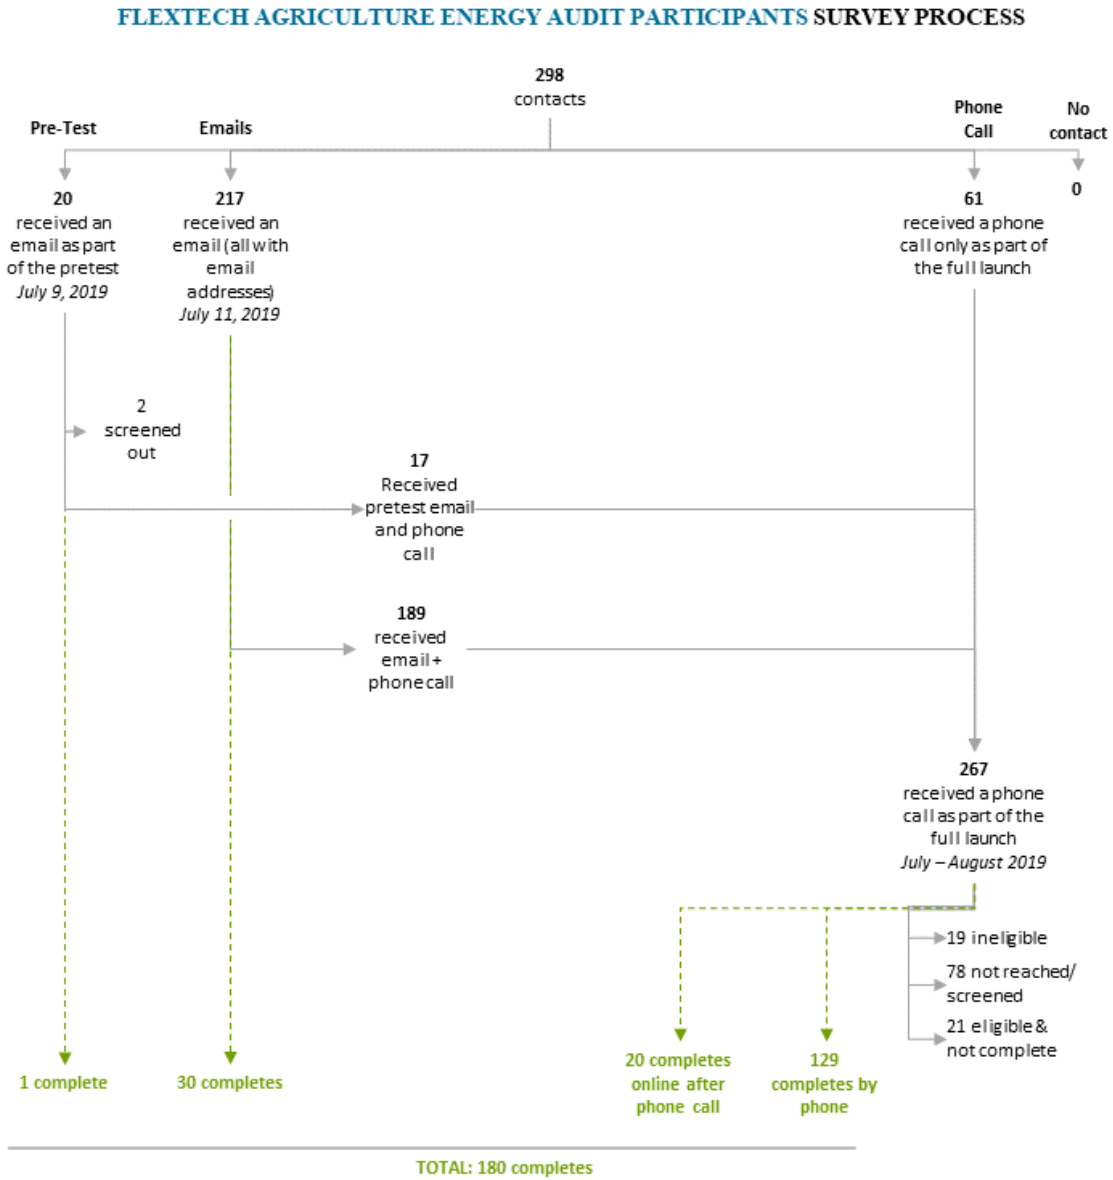 FLEXTECH AGRICULTURE ENERGY AUDIT PARTICIPANTS SURVEY PROCESS
298
contacts
Pre-Test
Emails
Phone
Call
No
contact
20
received an
email as part
of the pretest
July 9, 2019
217
received an
email (all with
email
addresses)
July 11, 2019
61
received a phone
call only as part of
the full launch
0
2
screened
out
17
Received
pretest email
and phone
call
189
received
email +
phone call
267
received a phone
call as part of the
full launch
July – August 2019
19 ineligible
78 not reached/
screened
21 eligible &
not complete
1 complete
30 completes
20 completes
online after
phone call
129
completes by
phone
TOTAL: 180 completes